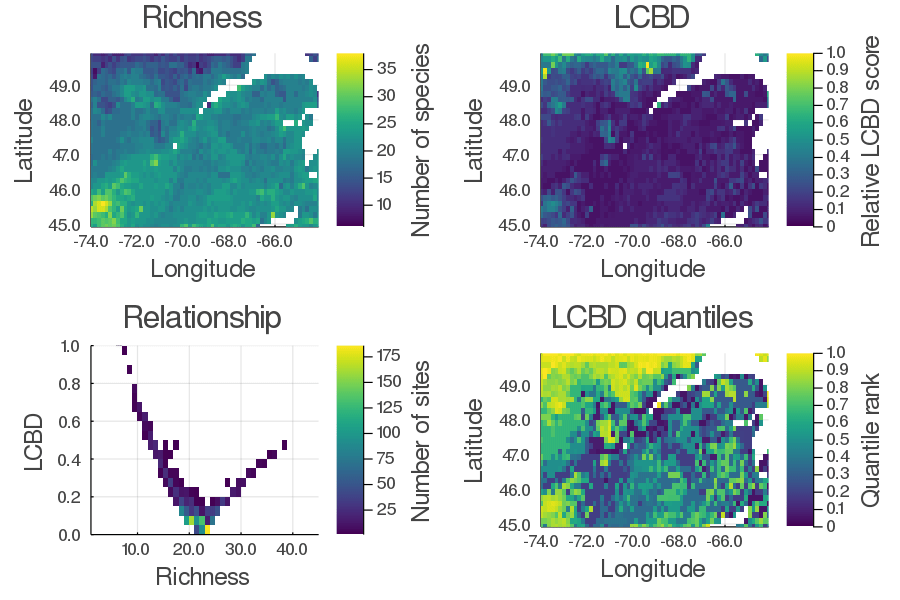 Richness
LCBD
49.0
48.0
47.0
46.0
45.0
-74.0 -72.0 -70.0 -68.0 -66.0
Latitude
Longitude
35
30
25
20
15
10
Number of species
49.0
48.0
47.0
46.0
45.0
-74.0 -72.0 -70.0 -68.0 -66.0
Latitude
Longitude
1.0
0.9
0.8
0.7
0.6
0.5
0.4
0.3
0.2
0.1
0
Relative LCBD score
Relationship
LCBD quantiles
1.0
0.8
0.6
0.4
0.2
0.0
10.0 20.0 30.0 40.0
LCBD
Richness
175
150
125
100
75
50
25
Number of sites
49.0
48.0
47.0
46.0
45.0
-74.0 -72.0 -70.0 -68.0 -66.0
Latitude
Longitude
1.0
0.9
0.8
0.7
0.6
0.5
0.4
0.3
0.2
0.1
0
Quantile rank